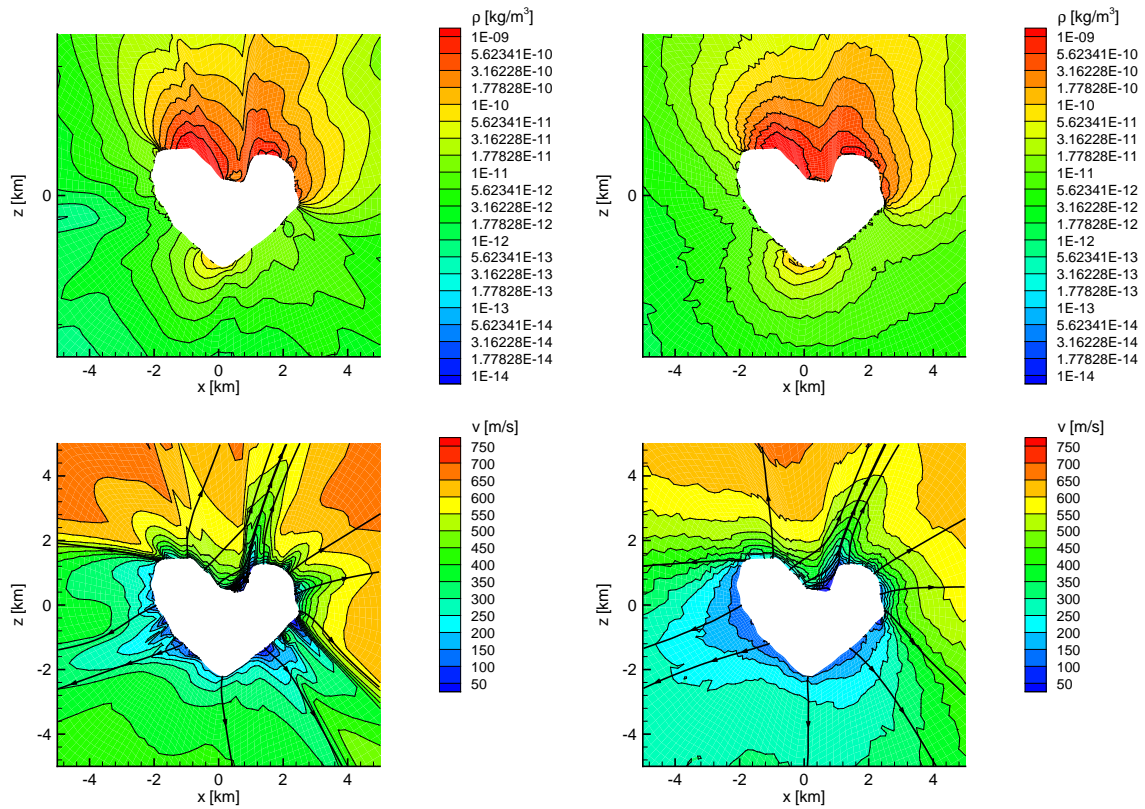 ρ [kg/m³]
1E-09
5.62341E-10
3.16228E-10
1.77828E-10
1E-10
5.62341E-11
3.16228E-11
1.77828E-11
1E-11
5.62341E-12
3.16228E-12
1.77828E-12
1E-12
5.62341E-13
3.16228E-13
1.77828E-13
1E-13
5.62341E-14
3.16228E-14
1.77828E-14
1E-14
z [km]
0
-4 -2 0 2 4
x [km]
ρ [kg/m³]
1E-09
5.62341E-10
3.16228E-10
1.77828E-10
1E-10
5.62341E-11
3.16228E-11
1.77828E-11
1E-11
5.62341E-12
3.16228E-12
1.77828E-12
1E-12
5.62341E-13
3.16228E-13
1.77828E-13
1E-13
5.62341E-14
3.16228E-14
1.77828E-14
1E-14
z [km]
0
-4 -2 0 2 4
x [km]
v [m/s]
750
700
600
550
500
450
400
350
300
250
200
150
100
50
z [km]
4
2
0
-2
-4
-4 -2 0 2 4
x [km]
v [m/s]
750
700
600
550
500
450
400
350
300
250
200
150
100
50
z [km]
4
2
0
-2
-4
-4 -2 0 2 4
x [km]